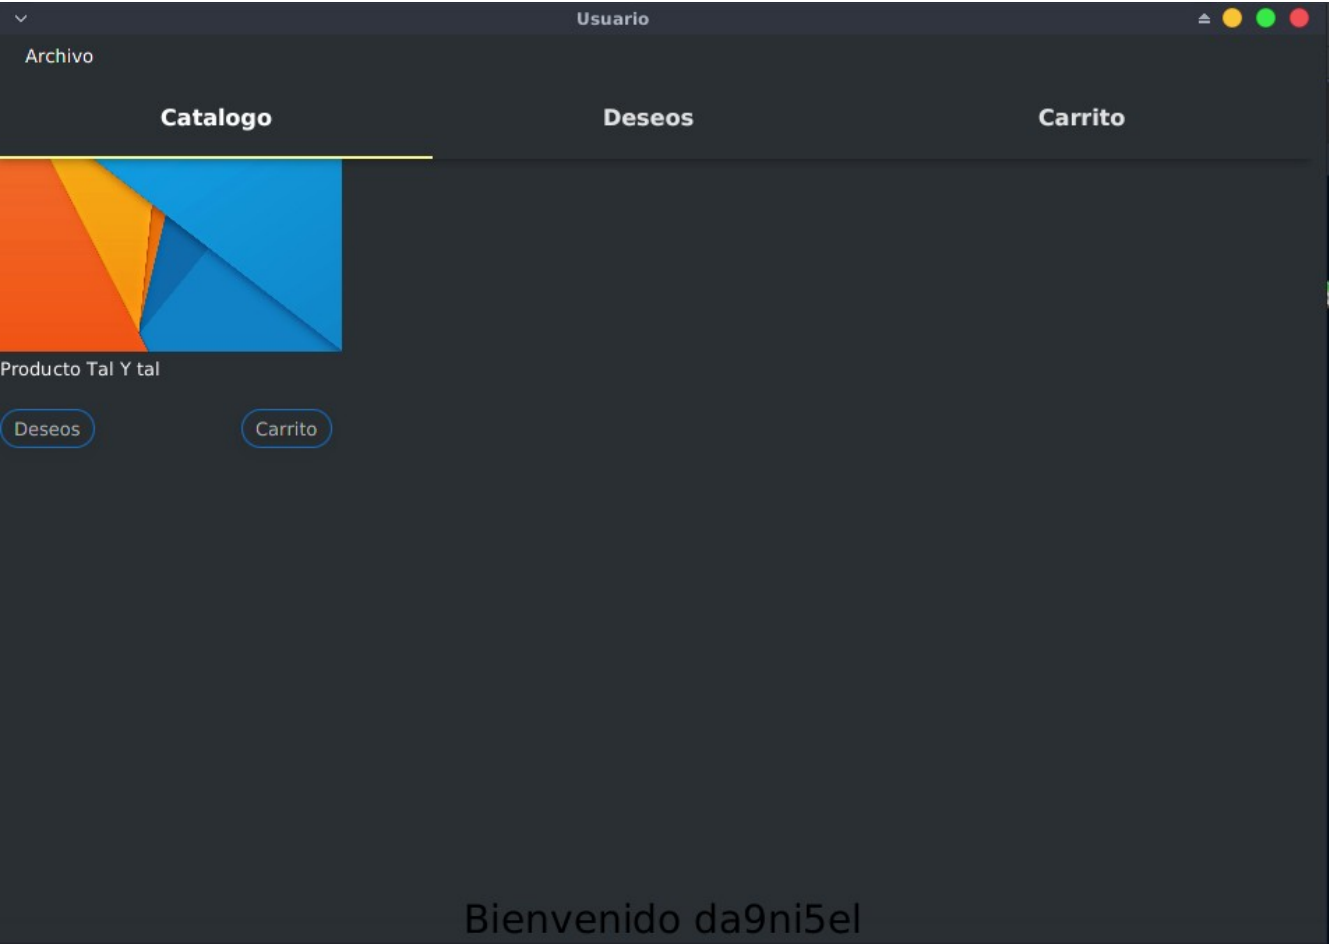 Usuario
Archivo
Catalogo Deseos Carrito
Producto Tal Y tal
Deseos Carrito
Bienvenido da9ni5el